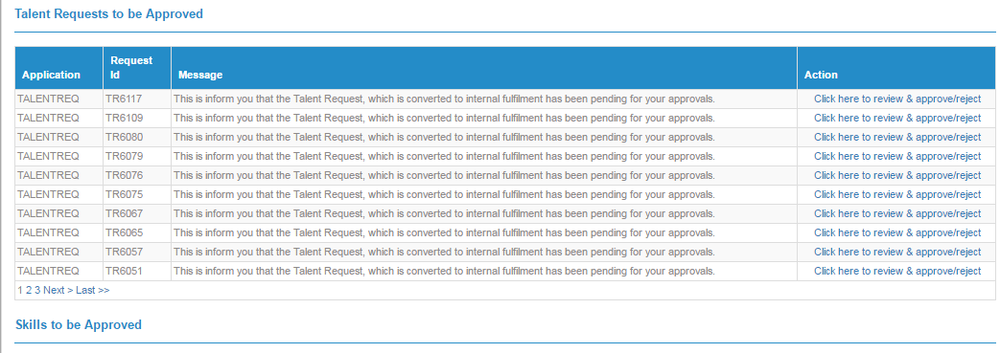 Talent Requests to be Approved
Application Request Id Message Action
TALENTREQ TR6117 This is inform you that the Talent Request, which is converted to internal fulfilment has been pending for your approvals. Click here to review & approve/reject
TALENTREQ TR6109 This is inform you that the Talent Request, which is converted to internal fulfilment has been pending for your approvals. Click here to review & approve/reject
TALENTREQ TR6080 This is inform you that the Talent Request, which is converted to internal fulfilment has been pending for your approvals. Click here to review & approve/reject
TALENTREQ TR6079 This is inform you that the Talent Request, which is converted to internal fulfilment has been pending for your approvals. Click here to review & approve/reject
TALENTREQ TR6076 This is inform you that the Talent Request, which is converted to internal fulfilment has been pending for your approvals. Click here to review & approve/reject
TALENTREQ TR6075 This is inform you that the Talent Request, which is converted to internal fulfilment has been pending for your approvals. Click here to review & approve/reject
TALENTREQ TR6067 This is inform you that the Talent Request, which is converted to internal fulfilment has been pending for your approvals. Click here to review & approve/reject
TALENTREQ TR6065 This is inform you that the Talent Request, which is converted to internal fulfilment has been pending for your approvals. Click here to review & approve/reject
TALENTREQ TR6057 This is inform you that the Talent Request, which is converted to internal fulfilment has been pending for your approvals. Click here to review & approve/reject
TALENTREQ TR6051 This is inform you that the Talent Request, which is converted to internal fulfilment has been pending for your approvals. Click here to review & approve/reject
1 2 3 Next > Last >>
Skills to be Approved